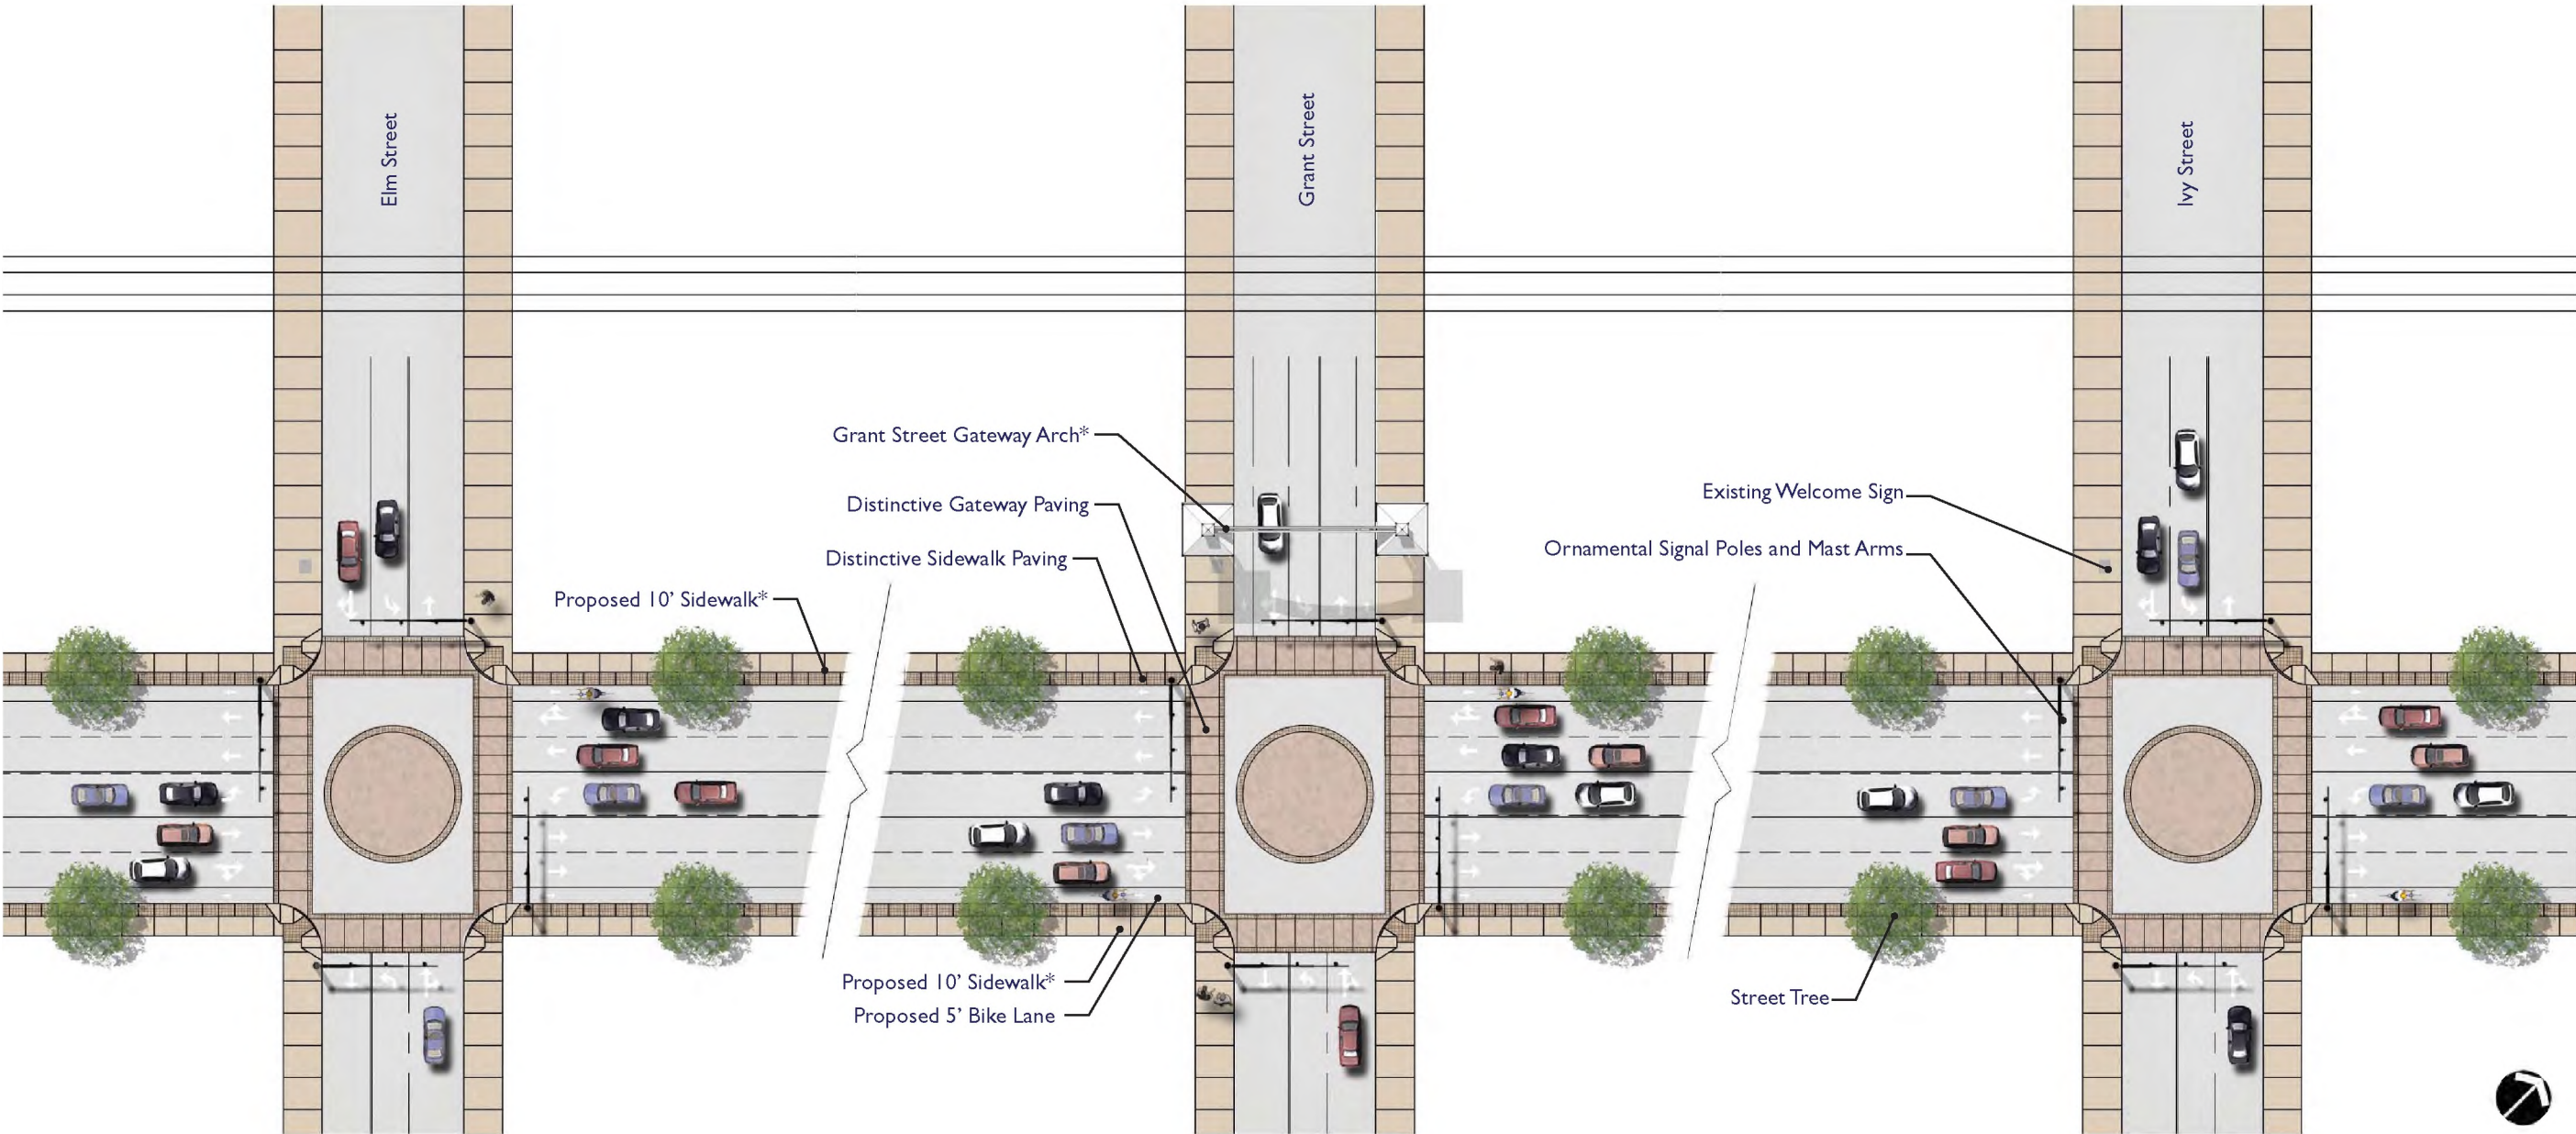 Elm Street
Grant Street
Ivy Street
Grant Street Gateway Arch*
Distinctive Gateway Paving
Distinctive Sidewalk Paving
Proposed 10' Sidewalk*
Existing Welcome Sign
Ornamental Signal Poles and Mast Arms
Proposed 10' Sidewalk*
Proposed 5' Bike Lane
Street Tree